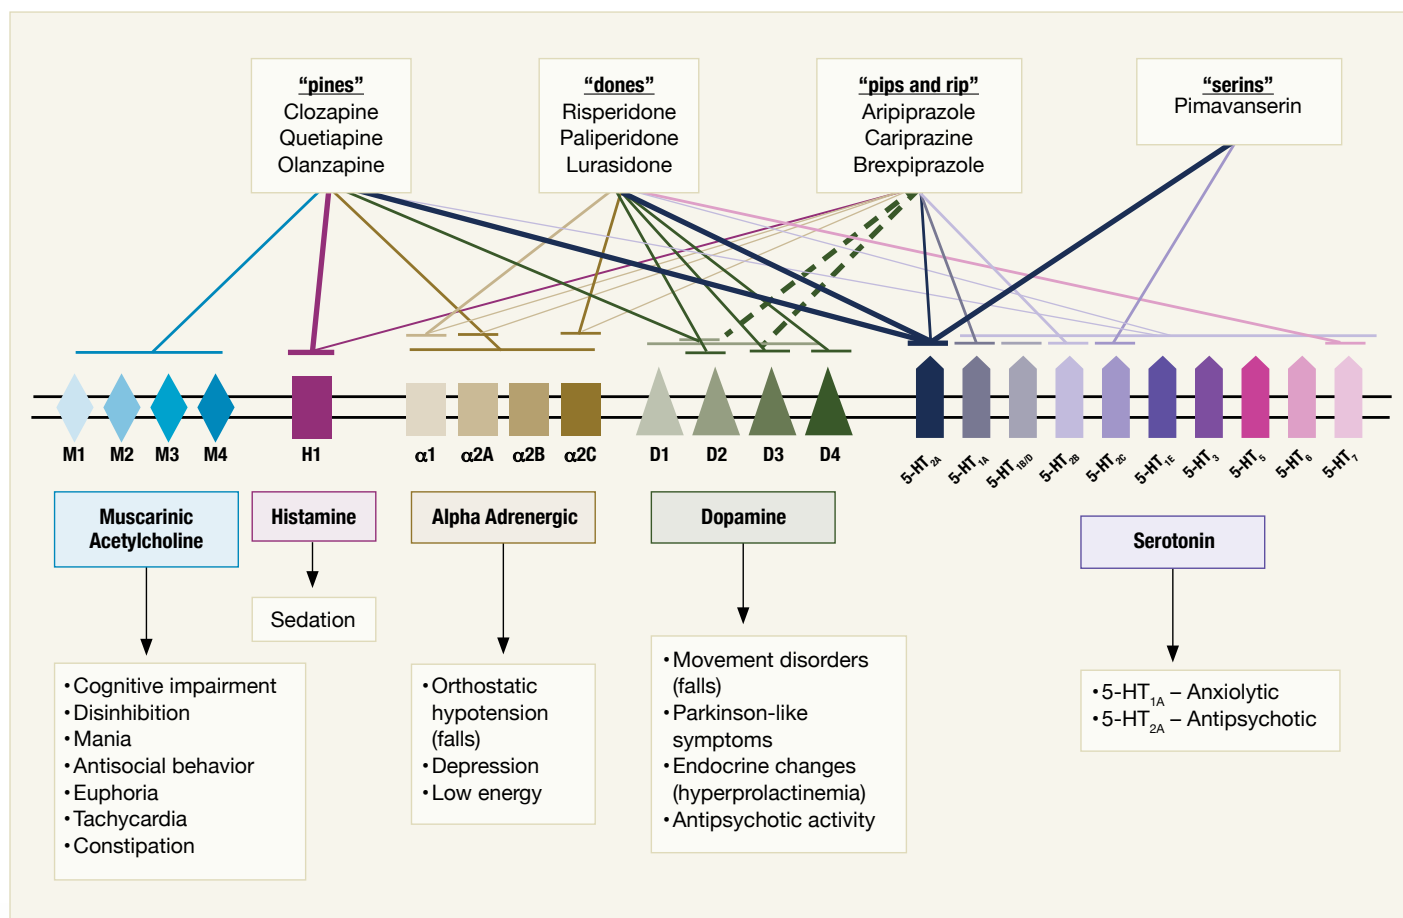 “pines”
Clozapine
Quetiapine
Olanzapine
“dones”
Risperidone
Paliperidone
Lurasidone
“pips and rip”
Aripiprazole
Cariprazine
Brexpiprazole
“serins”
Pimavanserin
M1
M2
M3
M4
H1
α1
α2A
α2B
α2C
D1
D2
D3
D4
5-HT2A
5-HT1A
5-HT1B/D
5-HT2B
5-HT2C
5-HT1E
5-HT3
5-HT5
5-HT6
5-HT7
Muscarinic
Acetylcholine
Histamine
Alpha Adrenergic
Dopamine
Serotonin
Sedation
• Cognitive impairment
• Disinhibition
• Mania
• Antisocial behavior
• Euphoria
• Tachycardia
• Constipation
• Orthostatic
hypotension
(falls)
• Depression
• Low energy
• Movement disorders
(falls)
• Parkinson-like
symptoms
• Endocrine changes
(hyperprolactinemia)
• Antipsychotic activity
• 5-HT1A – Anxiolytic
• 5-HT2A – Antipsychotic